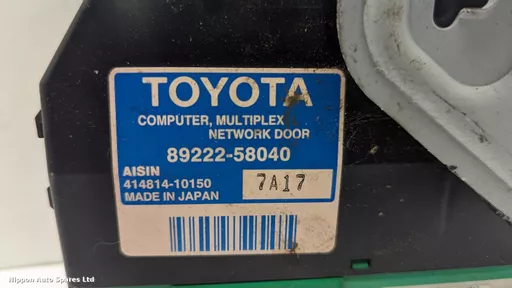 TOYOTA
COMPUTER, MULTIPLEX
NETWORK DOOR
89222-58040
AISIN
414814-10150
7A17
MADE IN JAPAN
Nippon Auto Spares Ltd